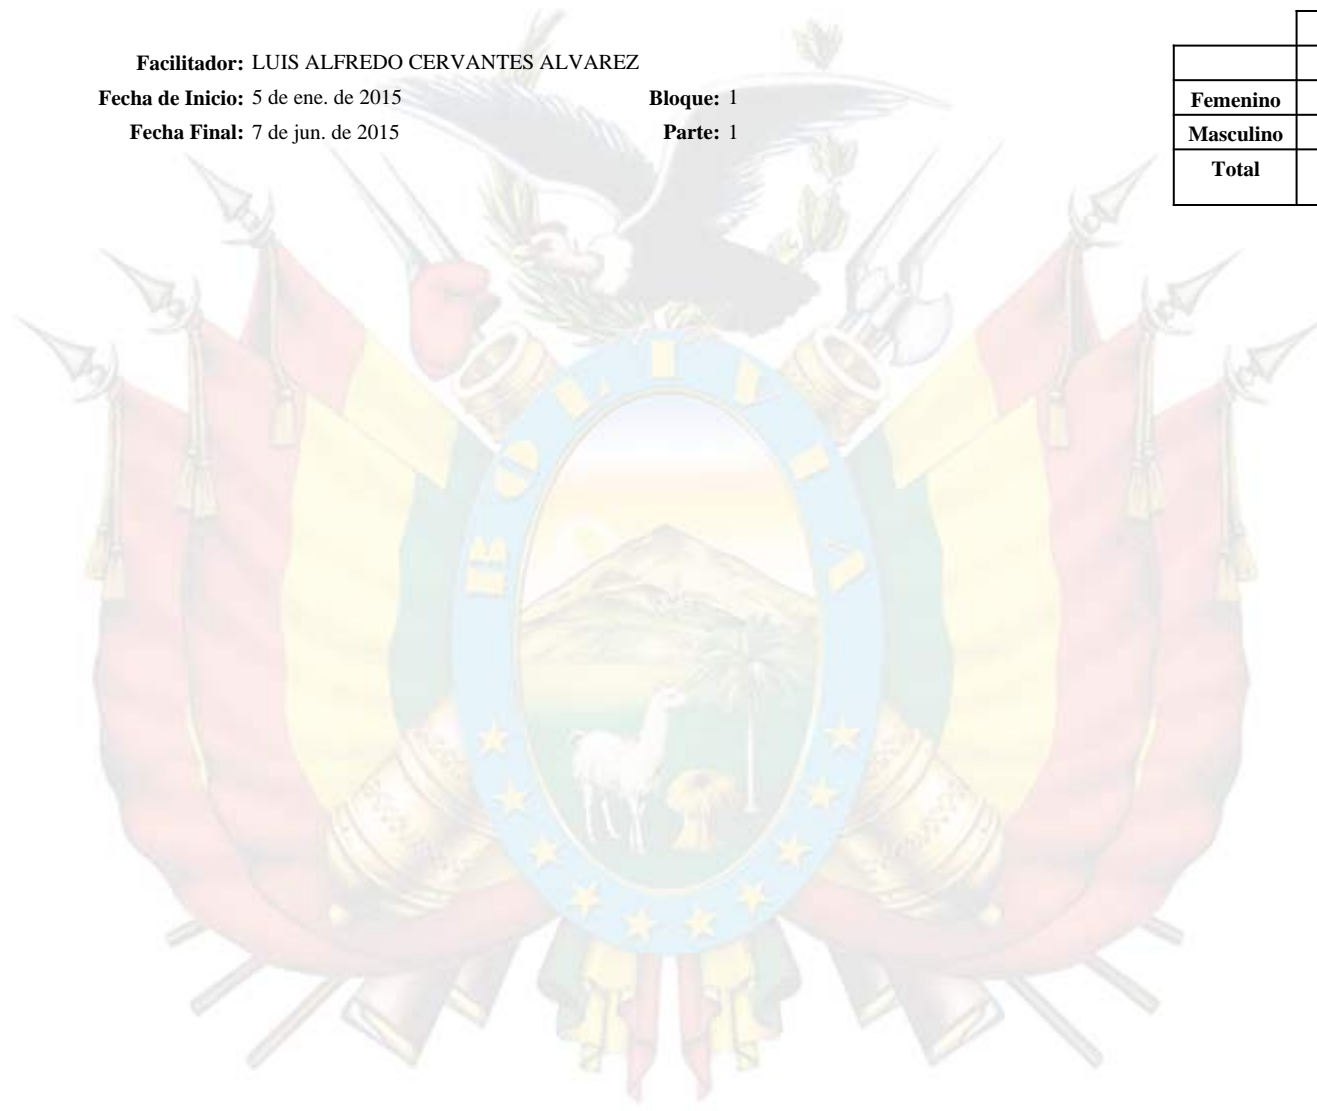 Facilitador: LUIS ALFREDO CERVANTES ALVAREZ
Fecha de Inicio: 5 de ene. de 2015 Bloque: 1
Fecha Final: 7 de jun. de 2015 Parte: 1
Femenino
Masculino
Total
BOLIVIA